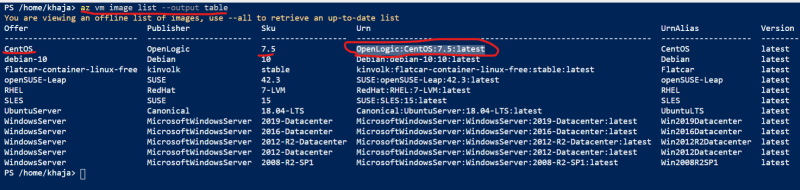 PS /home/khaja> az vm image list --output table
You are viewing an offline list of images, use --all to retrieve an up-to-date list
Offer Publisher Sku Urn UrnAlias Version
CentOS OpenLogic 7.5 OpenLogic:CentOS:7.5:latest CentOS latest
debian-10 Debian 10 Debian:debian-10:10:latest Debian latest
flatcar-container-linux-free kinvolk stable kinvolk:flatcar-container-linux-free:stable:latest Flatcar latest
openSUSE-Leap SUSE 42.3 SUSE:openSUSE-Leap:42.3:latest openSUSE-Leap latest
RHEL RedHat 7-LVM RedHat:RHEL:7-LVM:latest RHEL latest
SLES SUSE 15 SUSE:SLES:15:latest SLES latest
UbuntuServer Canonical 18.04-LTS Canonical:UbuntuServer:18.04-LTS:latest UbuntuLTS latest
WindowsServer MicrosoftWindowsServer 2019-Datacenter MicrosoftWindowsServer:WindowsServer:2019-Datacenter:latest Win2019Datacenter latest
WindowsServer MicrosoftWindowsServer 2016-Datacenter MicrosoftWindowsServer:WindowsServer:2016-Datacenter:latest Win2016Datacenter latest
WindowsServer MicrosoftWindowsServer 2012-R2-Datacenter MicrosoftWindowsServer:WindowsServer:2012-R2-Datacenter:latest Win2012R2Datacenter latest
WindowsServer MicrosoftWindowsServer 2012-Datacenter MicrosoftWindowsServer:WindowsServer:2012-Datacenter:latest Win2012Datacenter latest
WindowsServer MicrosoftWindowsServer 2008-R2-SP1 MicrosoftWindowsServer:WindowsServer:2008-R2-SP1:latest Win2008R2SP1 latest
PS /home/khaja>